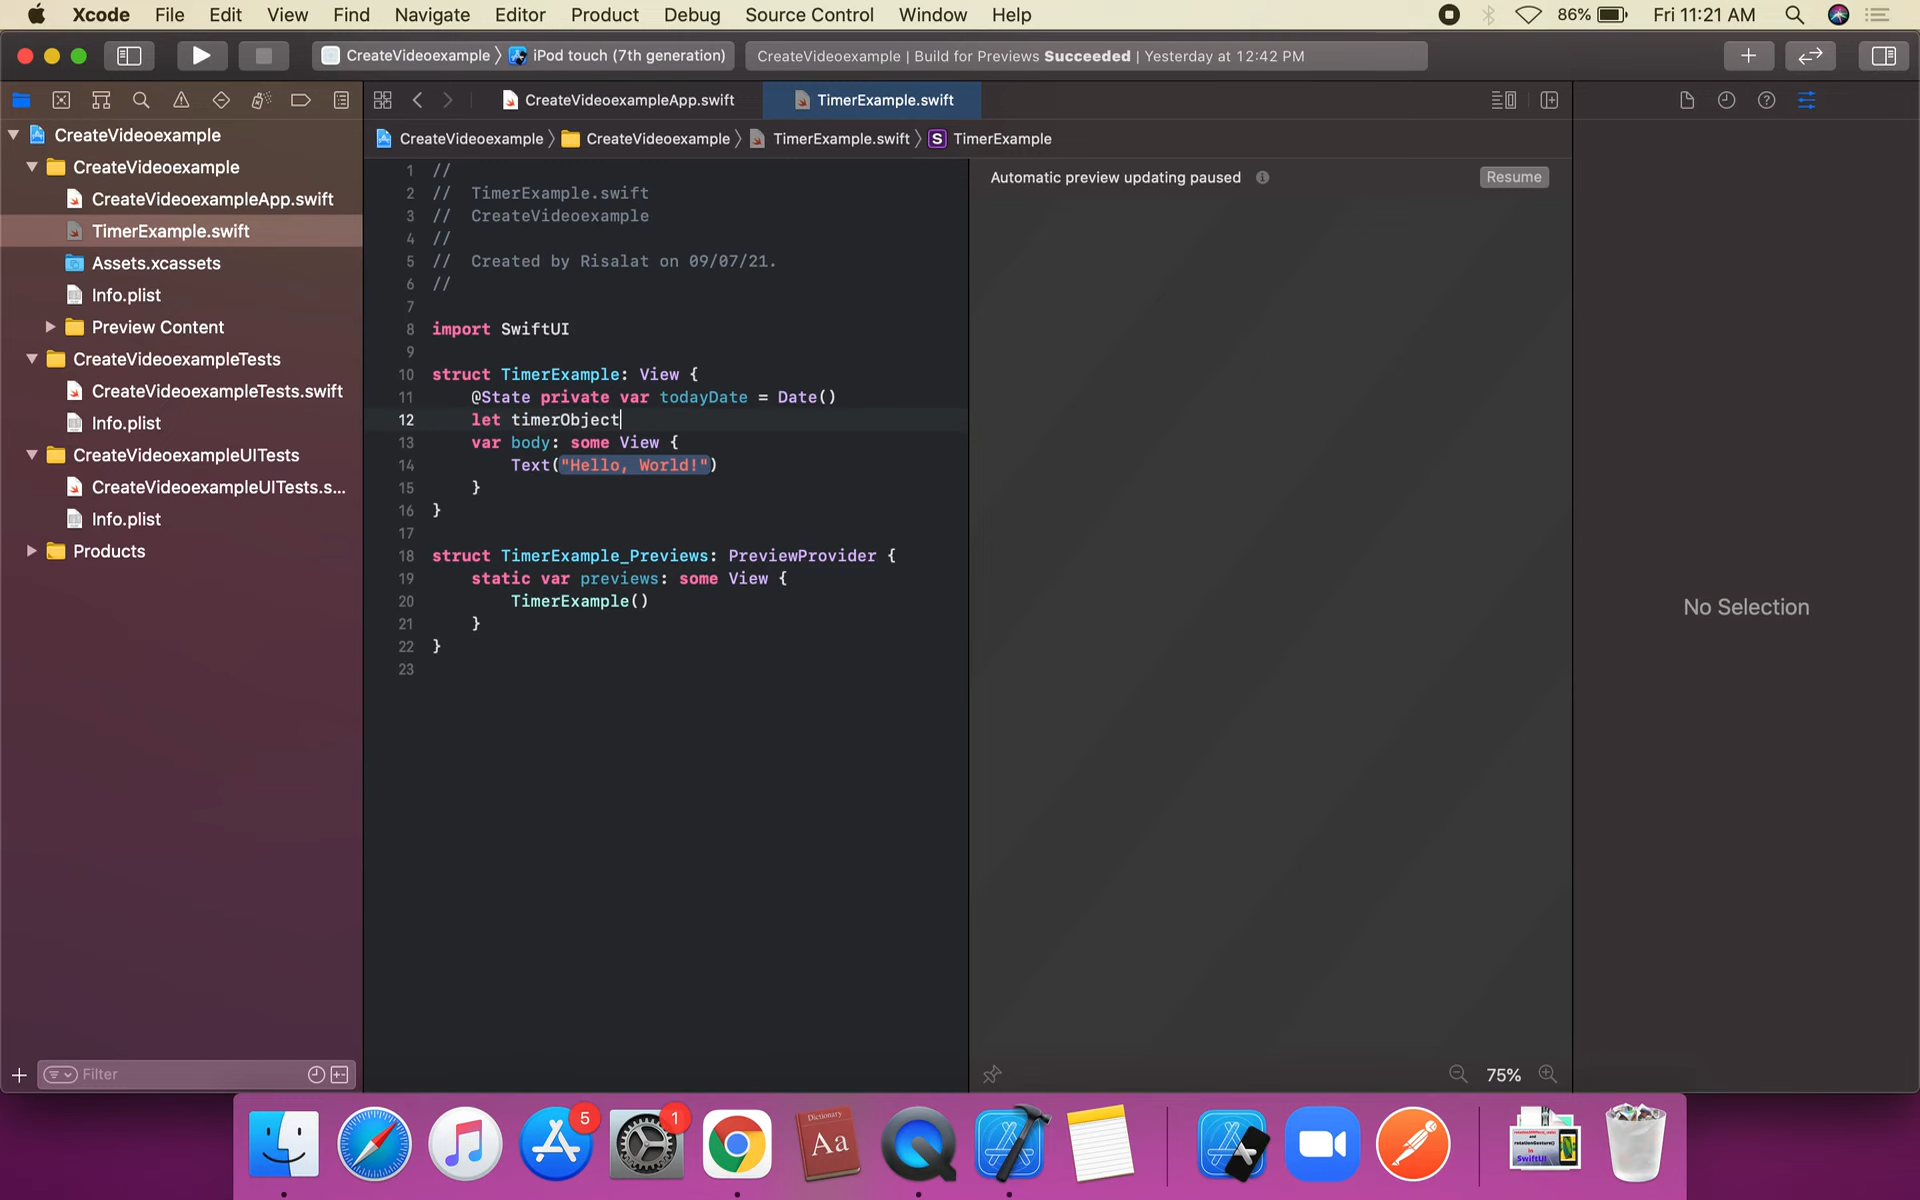 Xcode File Edit View Find Navigate Editor Product Debug Source Control Window Help 86% Fri 11:21 AM
CreateVideoexample 〉 iPod touch (7th generation) CreateVideoexample | Build for Previews Succeeded | Yesterday at 12:42 PM
CreateVideoexampleApp.swift TimerExample.swift
CreateVideoexample 〉 CreateVideoexample 〉 TimerExample.swift 〉 S TimerExample
CreateVideoexample
CreateVideoexample
CreateVideoexampleApp.swift
TimerExample.swift
Assets.xcassets
Info.plist
Preview Content
CreateVideoexampleTests
CreateVideoexampleTests.swift
Info.plist
CreateVideoexampleUITests
CreateVideoexampleUITests.s...
Info.plist
Products
Filter
1 //
2 //  TimerExample.swift
3 //  CreateVideoexample
4 //
5 //  Created by Risalat on 09/07/21.
6 //
7
8 import SwiftUI
9
10 struct TimerExample: View {
11     @State private var todayDate = Date()
12     let timerObject
13     var body: some View {
14         Text("Hello, World!")
15     }
16 }
17
18 struct TimerExample_Previews: PreviewProvider {
19     static var previews: some View {
20         TimerExample()
21     }
22 }
23
Automatic preview updating paused Resume
75%
No Selection
5
1
Dictionary
Aa
and
rotationGesture()
in
SwiftUI